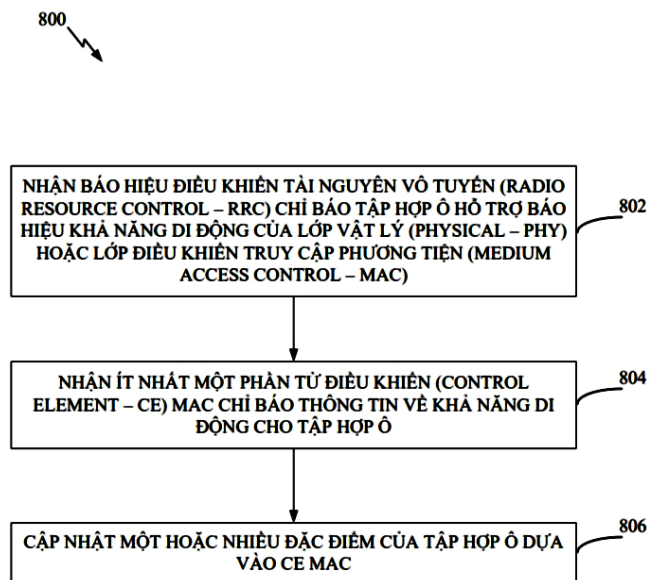 800
NHẬN BÁO HIỆU ĐIỀU KHIỂN TÀI NGUYÊN VÔ TUYẾN (RADIO
RESOURCE CONTROL – RRC) CHỈ BÁO TẬP HỢP Ô HỖ TRỢ BÁO
HIỆU KHẢ NĂNG DI ĐỘNG CỦA LỚP VẬT LÝ (PHYSICAL – PHY)
HOẶC LỚP ĐIỀU KHIỂN TRUY CẬP PHƯƠNG TIỆN (MEDIUM
ACCESS CONTROL – MAC)
802
NHẬN ÍT NHẤT MỘT PHẦN TỬ ĐIỀU KHIỂN (CONTROL
ELEMENT – CE) MAC CHỈ BÁO THÔNG TIN VỀ KHẢ NĂNG DI
ĐỘNG CHO TẬP HỢP Ô
804
CẬP NHẬT MỘT HOẶC NHIỀU ĐẶC ĐIỂM CỦA TẬP HỢP Ô DỰA
VÀO CE MAC
806